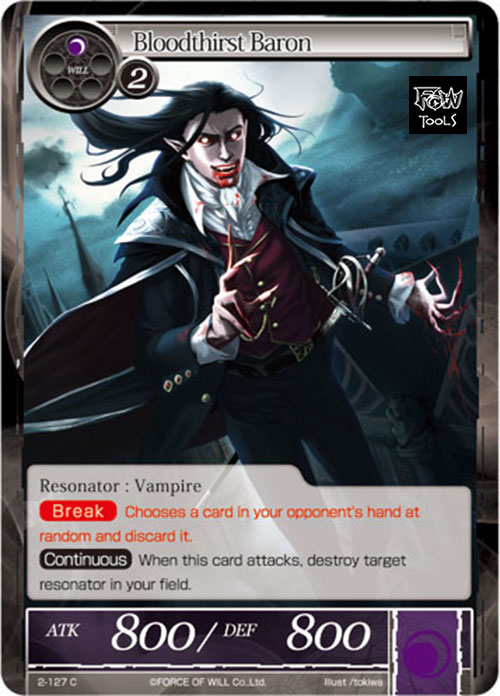 Bloodthirst Baron
WILL
2
FOW
TOOLS
Resonator : Vampire
Break Chooses a card in your opponent's hand at
random and discard it.
Continuous When this card attacks, destroy target
resonator in your field.
ATK 800 / DEF 800
2-127 C ©FORCE OF WILL Co.,Ltd. Illust /tokiwa